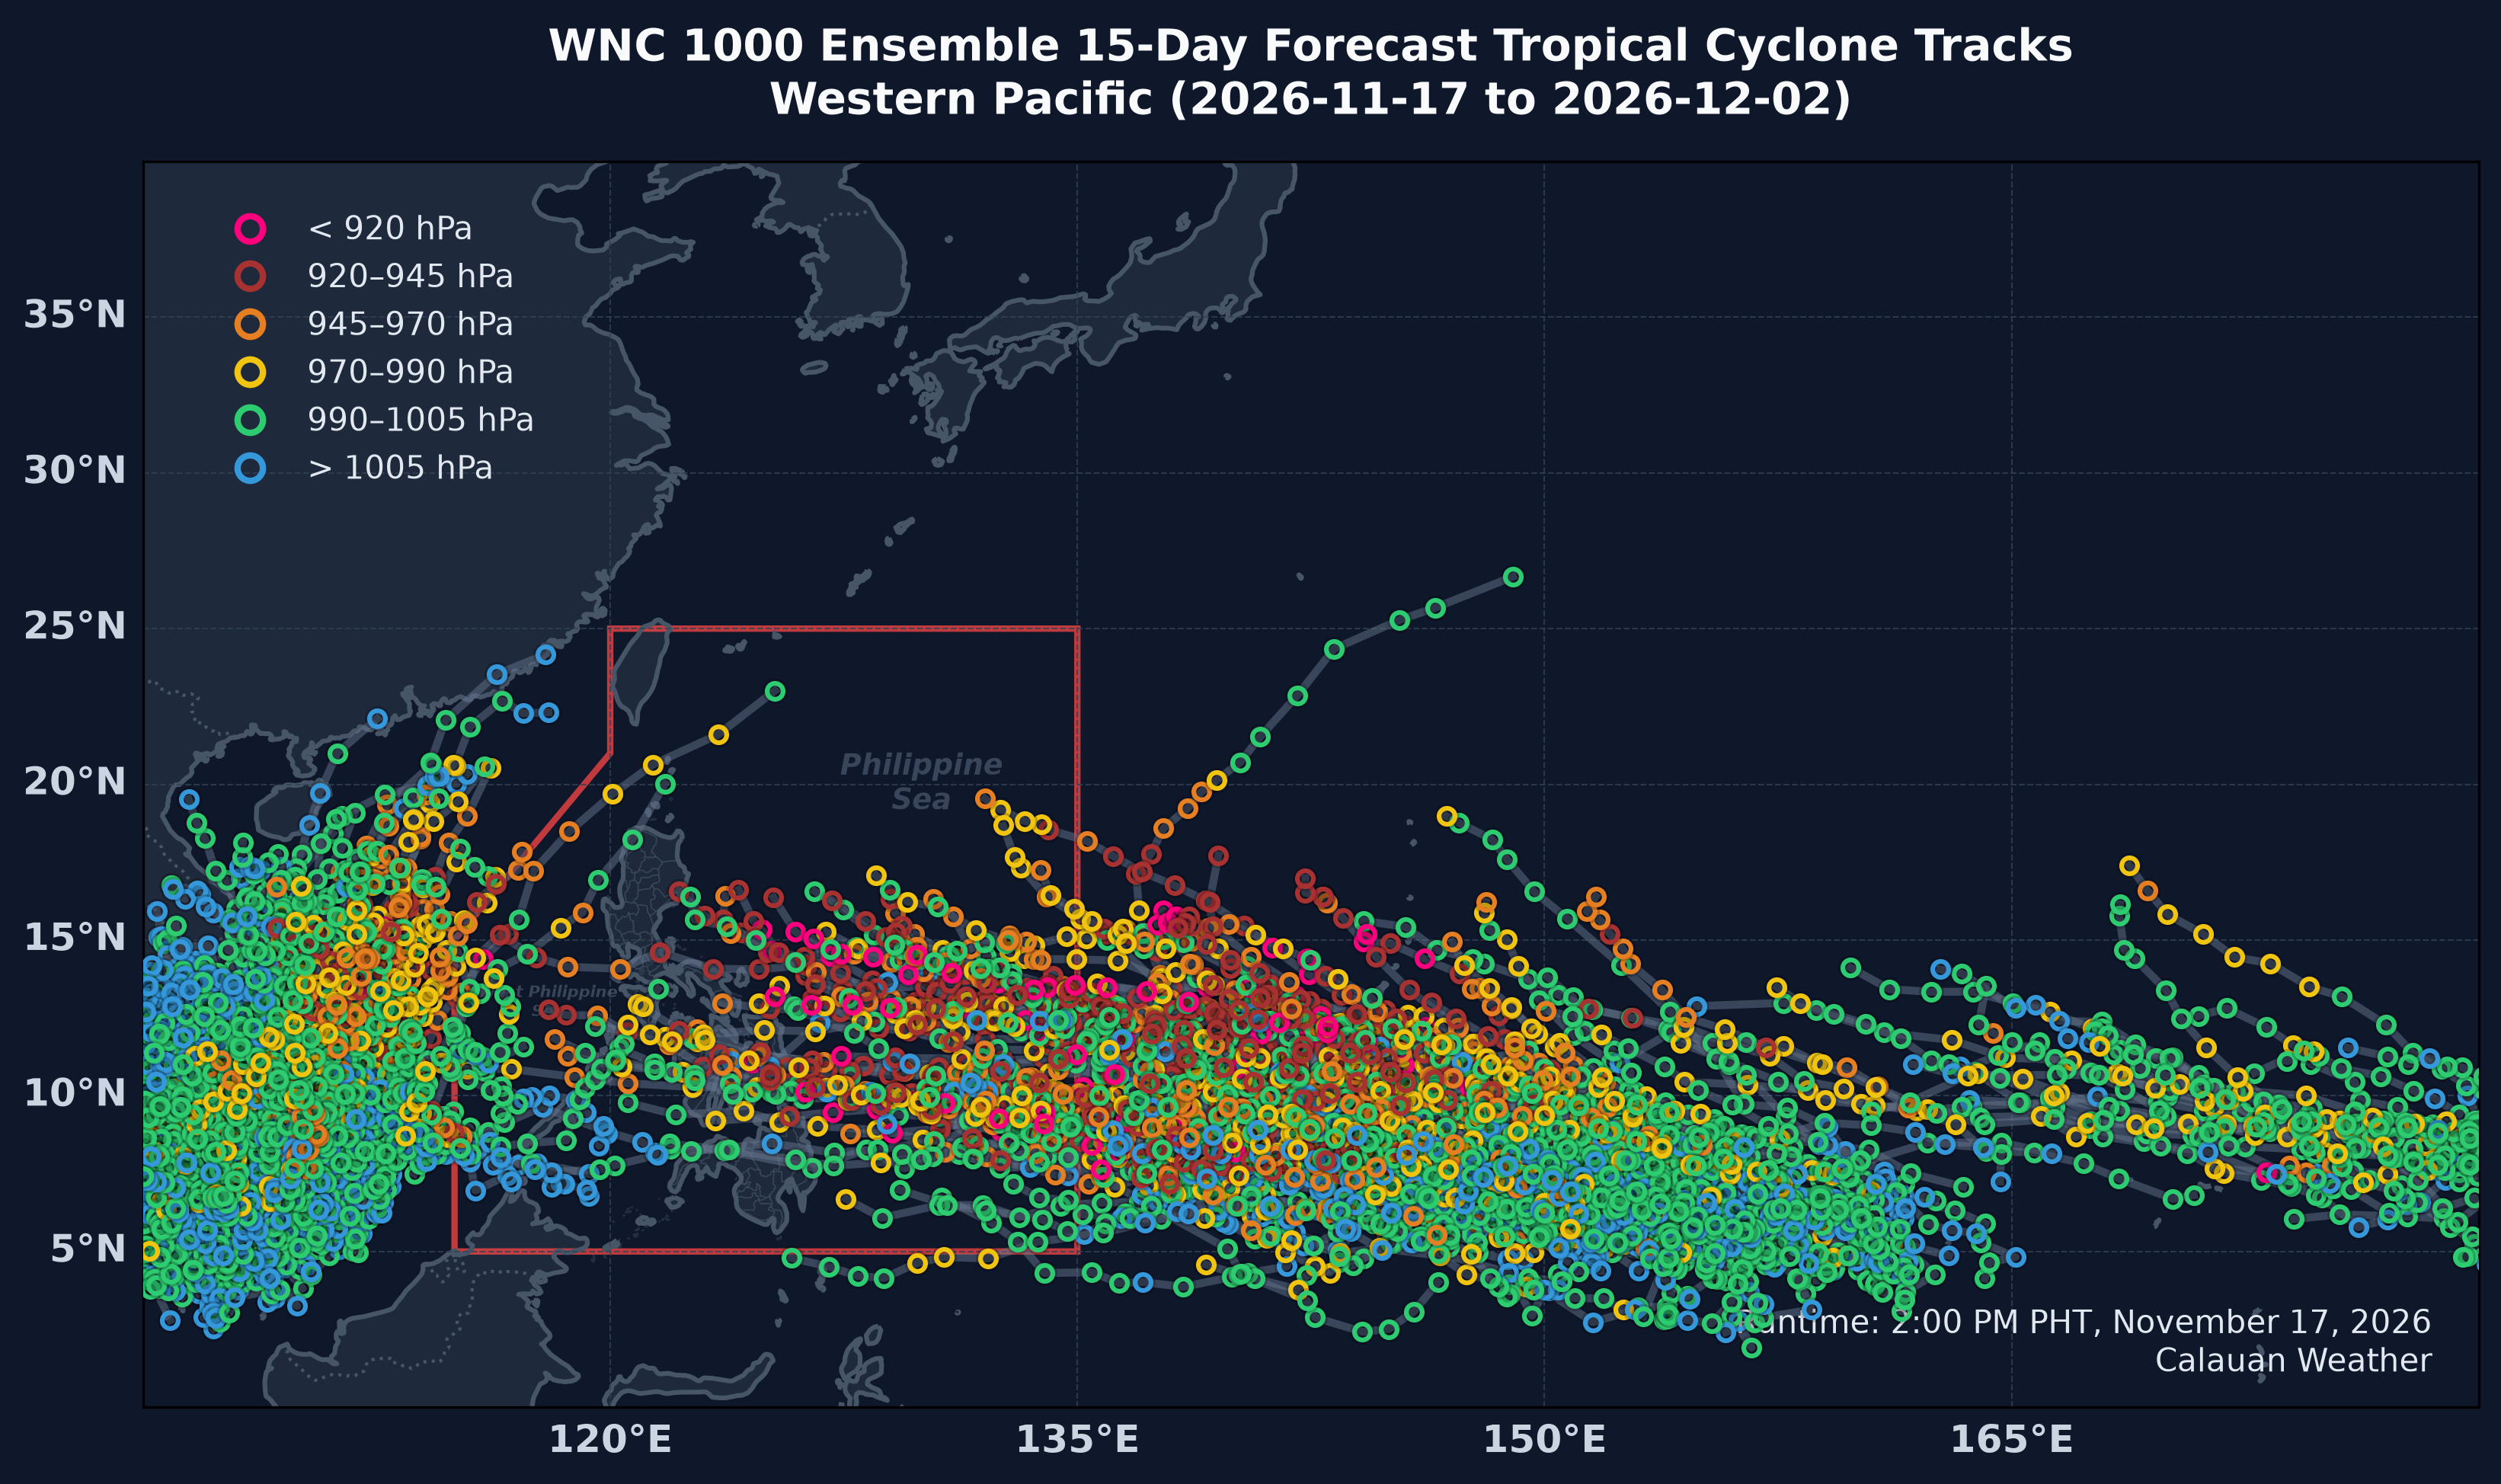 WNC 1000 Ensemble 15-Day Forecast Tropical Cyclone Tracks
Western Pacific (2026-11-17 to 2026-12-02)
< 920 hPa
920–945 hPa
945–970 hPa
970–990 hPa
990–1005 hPa
> 1005 hPa
35°N
30°N
25°N
20°N
15°N
10°N
5°N
Philippine
Sea
Philippine
Runtime: 2:00 PM PHT, November 17, 2026
Calauan Weather
120°E
135°E
150°E
165°E